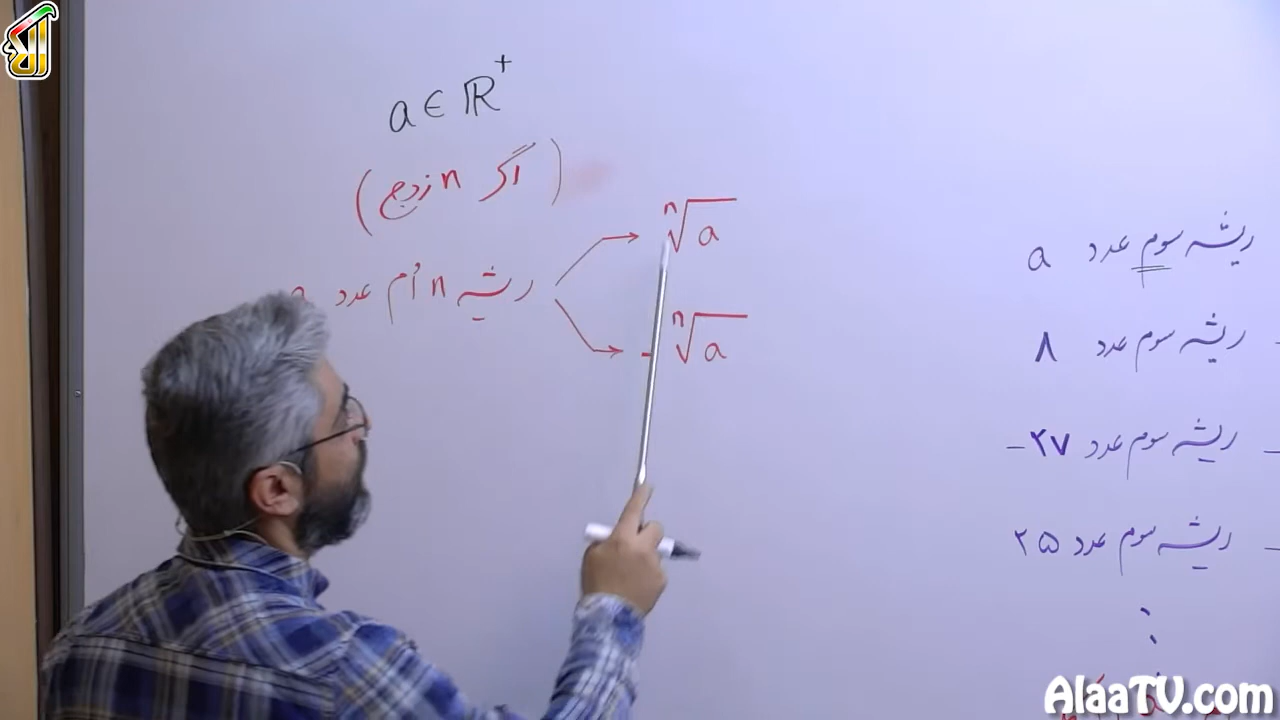 a ∈ ℝ⁺
(اگر n زوج)
ریشه n اُم عدد a
ⁿ√a
-ⁿ√a
ریشه سوم عدد a
ریشه سوم عدد ۸
ریشه سوم عدد ۲۷-
ریشه سوم عدد ۲۵
AlaaTV.com